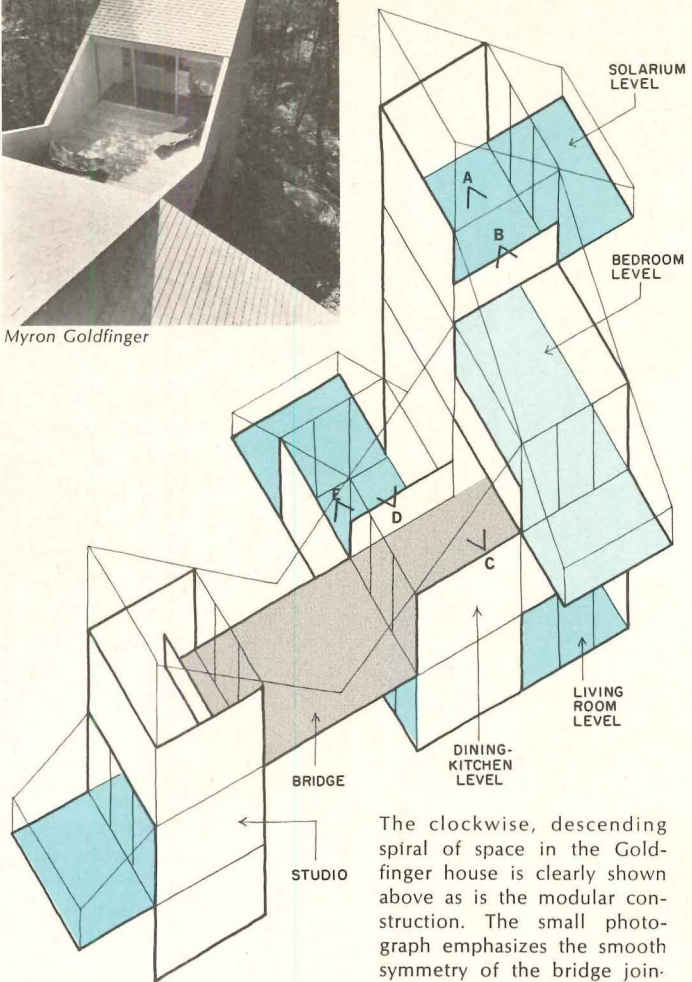 SOLARIUM
LEVEL
A
B
BEDROOM
LEVEL
Myron Goldfinger
E
D
C
LIVING
ROOM
LEVEL
DINING-
KITCHEN
LEVEL
BRIDGE
STUDIO
The clockwise, descending
spiral of space in the Gold-
finger house is clearly shown
above as is the modular con-
struction. The small photo-
graph emphasizes the smooth
symmetry of the bridge join-